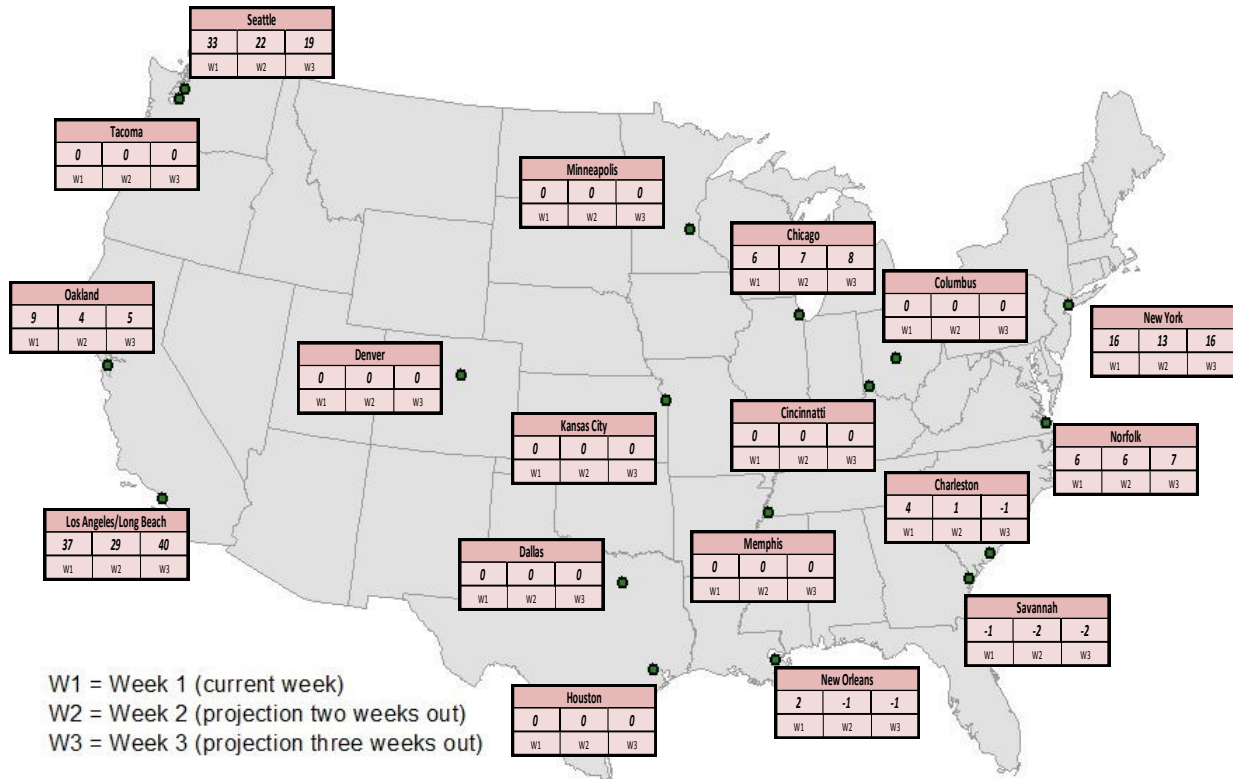 Seattle
33 22 19
W1 W2 W3
Tacoma
0 0 0
W1 W2 W3
Minneapolis
0 0 0
W1 W2 W3
Chicago
6 7 8
W1 W2 W3
Columbus
0 0 0
W1 W2 W3
Oakland
9 4 5
W1 W2 W3
New York
16 13 16
W1 W2 W3
Denver
0 0 0
W1 W2 W3
Kansas City
0 0 0
W1 W2 W3
Cincinnatti
0 0 0
W1 W2 W3
Norfolk
6 6 7
W1 W2 W3
Charleston
4 1 -1
W1 W2 W3
Los Angeles/Long Beach
37 29 40
W1 W2 W3
Dallas
0 0 0
W1 W2 W3
Memphis
0 0 0
W1 W2 W3
Savannah
-1 -2 -2
W1 W2 W3
New Orleans
2 -1 -1
W1 W2 W3
Houston
0 0 0
W1 W2 W3
W1 = Week 1 (current week)
W2 = Week 2 (projection two weeks out)
W3 = Week 3 (projection three weeks out)